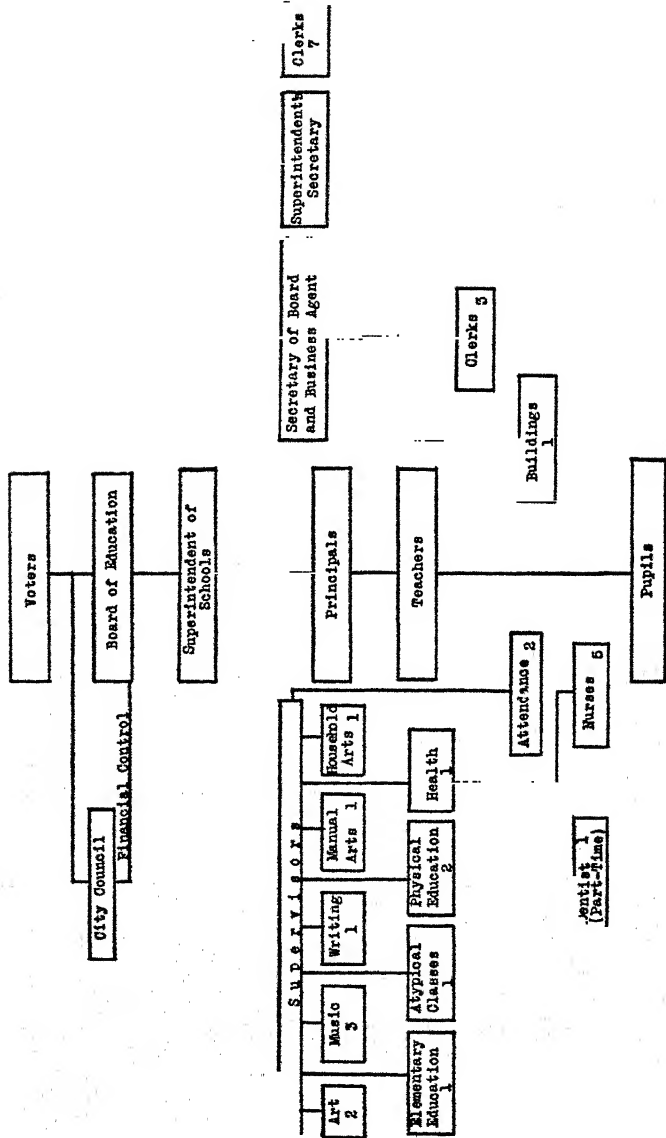 Voters
City Council
Financial Control
Board of Education
Superintendent of
Schools
Supervisors
Principals
Secretary of Board
and Business Agent
Superintendent's
Secretary
Clerks
7
Art
2
Music
3
Writing
1
Manual
Arts 1
Household
Arts 1
Teachers
Elementary
Education
1
Atypical
Classes
1
Physical
Education
2
Health
1
Clerks 3
Attendance 2
Buildings
1
Dentist 1
(Part-Time)
Nurses 5
Pupils